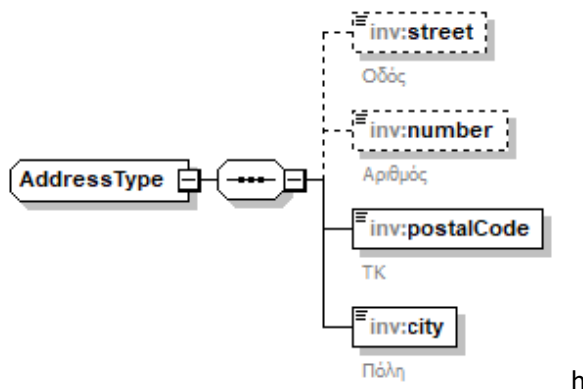 inv:street
Οδός
inv:number
Αριθμός
AddressType
inv:postalCode
ΤΚ
inv:city
Πόλη
h